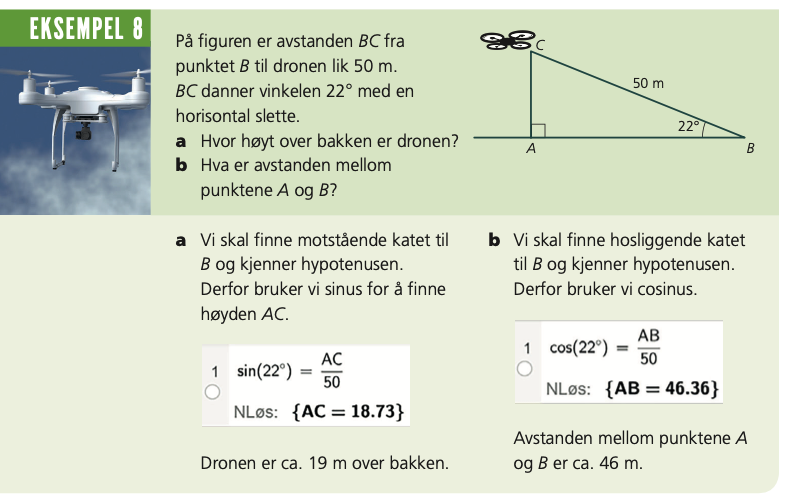 EKSEMPEL 8
På figuren er avstanden BC fra
punktet B til dronen lik 50 m.
BC danner vinkelen 22° med en
horisontal slette.
a Hvor høyt over bakken er dronen?
b Hva er avstanden mellom
punktene A og B?
C
50 m
22°
A
B
a Vi skal finne motstående katet til
B og kjenner hypotenusen.
Derfor bruker vi sinus for å finne
høyden AC.
1 sin(22°) = AC/50
NLøs: {AC = 18.73}
Dronen er ca. 19 m over bakken.
b Vi skal finne hosliggende katet
til B og kjenner hypotenusen.
Derfor bruker vi cosinus.
1 cos(22°) = AB/50
NLøs: {AB = 46.36}
Avstanden mellom punktene A
og B er ca. 46 m.